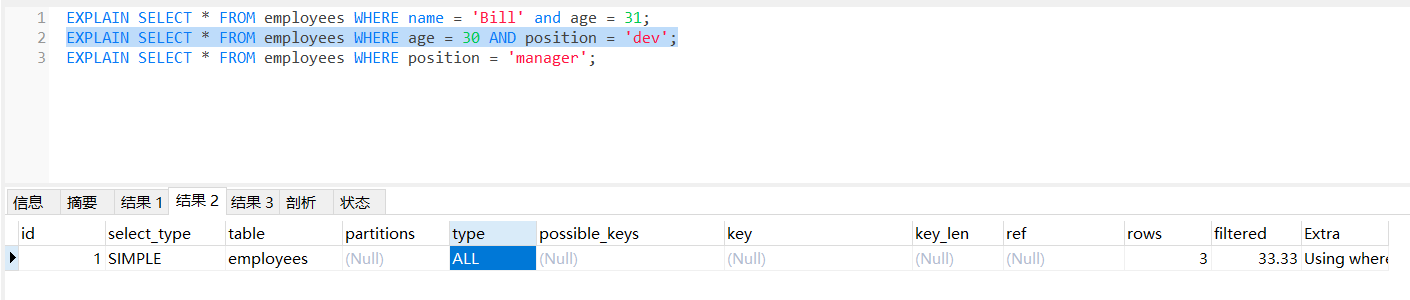 1 EXPLAIN SELECT * FROM employees WHERE name = 'Bill' and age = 31;
2 EXPLAIN SELECT * FROM employees WHERE age = 30 AND position = 'dev';
3 EXPLAIN SELECT * FROM employees WHERE position = 'manager';
信息 摘要 结果 1 结果 2 结果 3 剖析 状态
id select_type table partitions type possible_keys key key_len ref rows filtered Extra
1 SIMPLE employees (Null) ALL (Null) (Null) (Null) (Null) 3 33.33 Using where